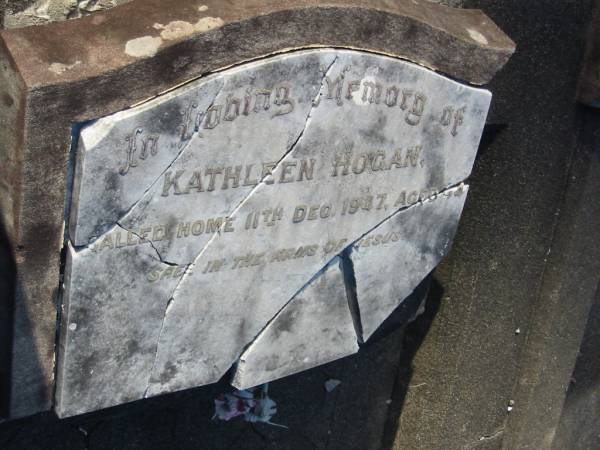 In Loving Memory of
KATHLEEN HOGAN.
CALLED HOME 11TH DEC. 1947. AGED
SAFE IN THE ARMS OF JESUS